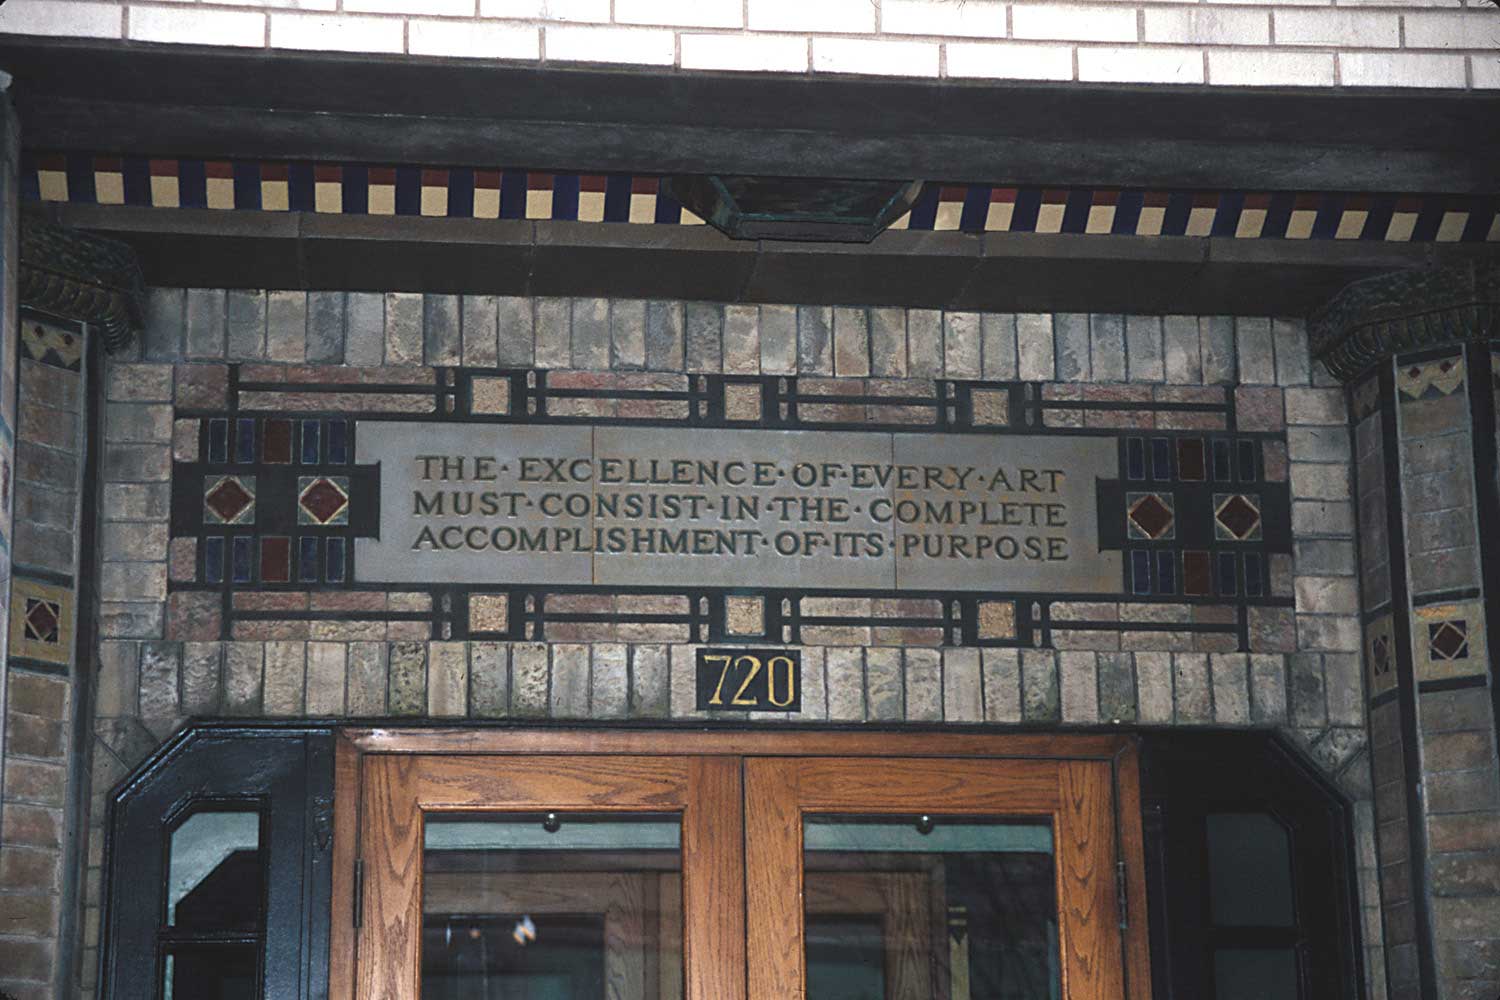 THE·EXCELLENCE·OF·EVERY·ART
MUST·CONSIST·IN·THE·COMPLETE
ACCOMPLISHMENT·OF·ITS·PURPOSE
720